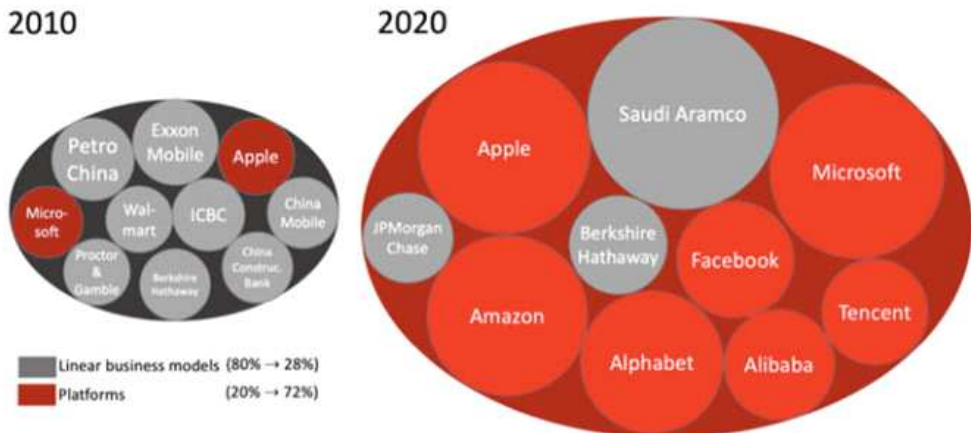 2010
2020
Petro
China
Exxon
Mobile
Apple
Micro-
soft
Wal-
mart
ICBC
China
Mobile
Proctor
&
Gamble
Berkshire
Hathaway
China
Construc.
Bank
Linear business models (80% → 28%)
Platforms (20% → 72%)
Saudi Aramco
Apple
Microsoft
JPMorgan
Chase
Berkshire
Hathaway
Facebook
Amazon
Tencent
Alphabet
Alibaba